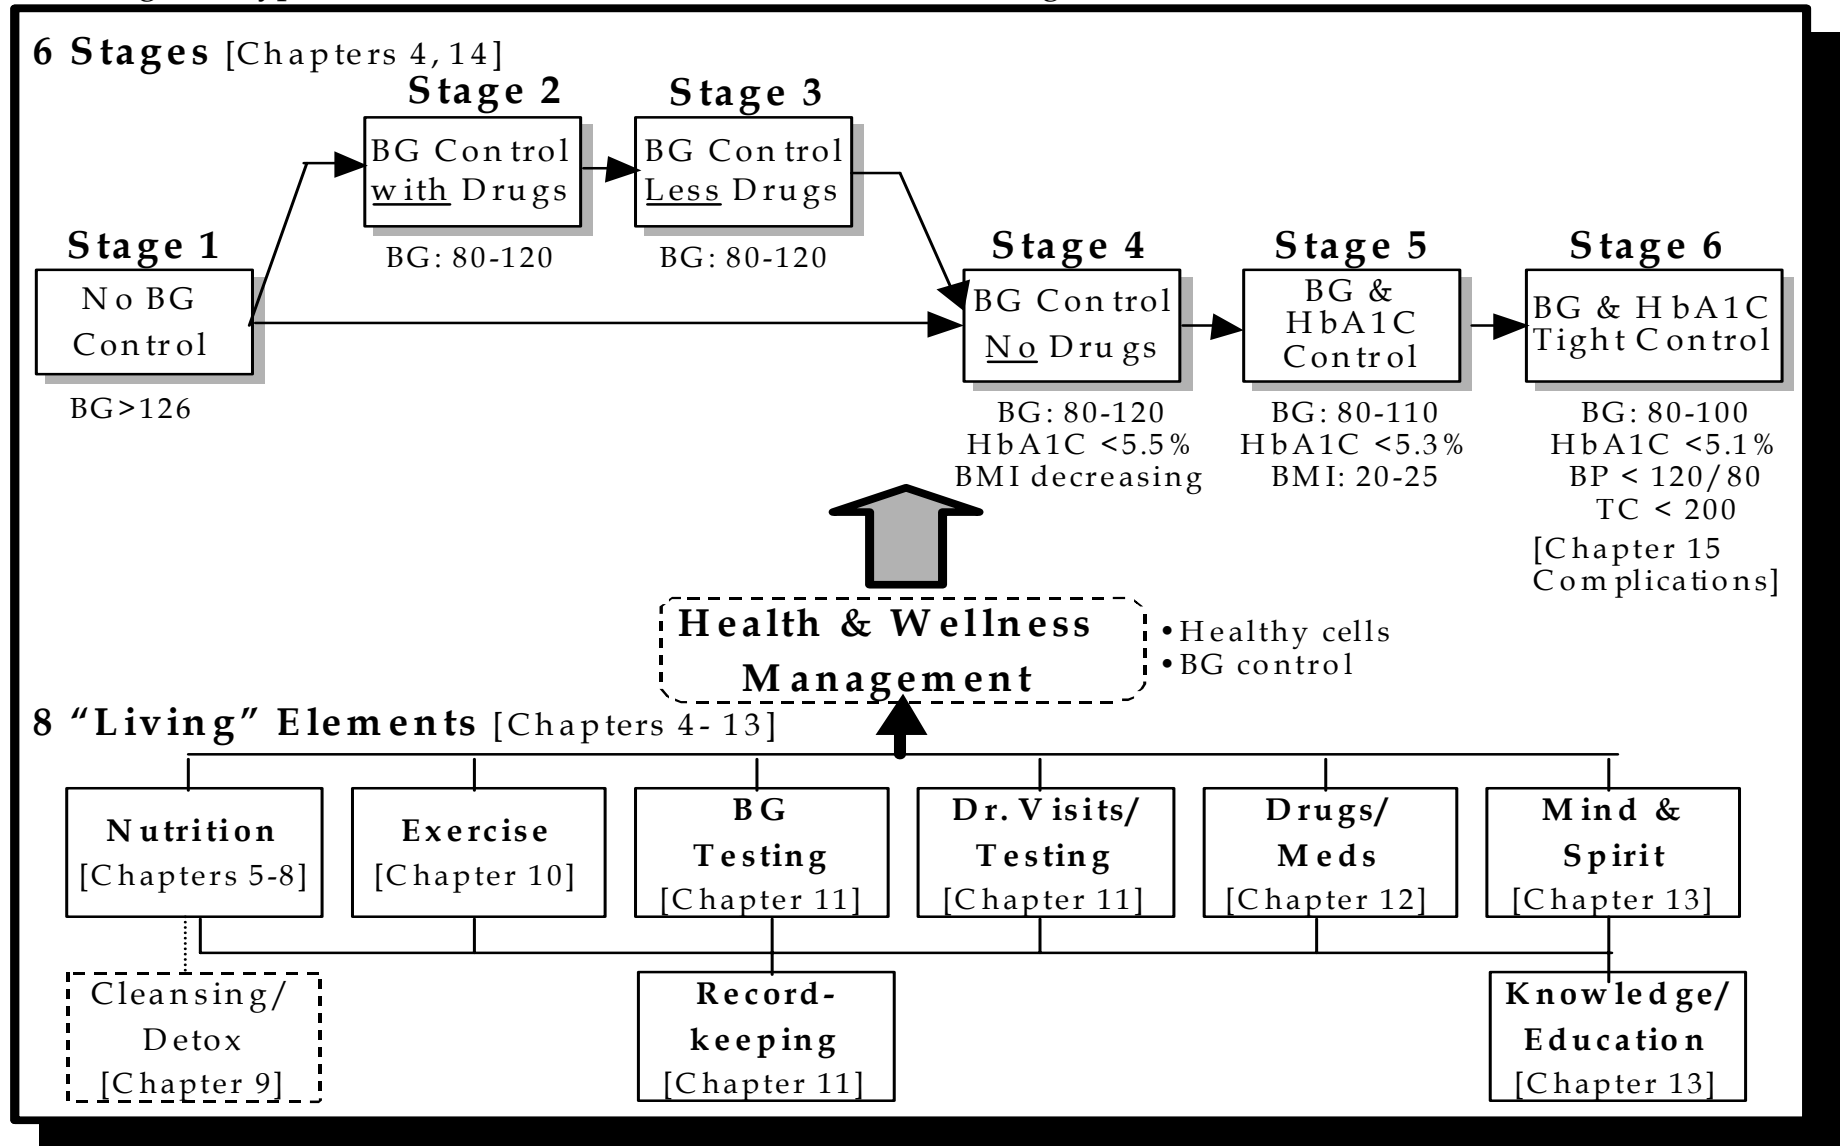 6 Stages [Chapters 4, 14]
Stage 2
Stage 3
BG Control
with Drugs
BG Control
Less Drugs
BG: 80-120
BG: 80-120
Stage 1
No BG
Control
BG>126
Stage 4
BG Control
No Drugs
BG: 80-120
HbA1C <5.5%
BMI decreasing
Stage 5
BG &
HbA1C
Control
BG: 80-110
HbA1C <5.3%
BMI: 20-25
Stage 6
BG & HbA1C
Tight Control
BG: 80-100
HbA1C <5.1%
BP < 120/80
TC < 200
[Chapter 15
Complications]
Health & Wellness
Management
•Healthy cells
•BG control
8 “Living” Elements [Chapters 4- 13]
Nutrition
[Chapters 5-8]
Exercise
[Chapter 10]
BG
Testing
[Chapter 11]
Dr. Visits/
Testing
[Chapter 11]
Drugs/
Meds
[Chapter 12]
Mind &
Spirit
[Chapter 13]
Cleansing/
Detox
[Chapter 9]
Record-
keeping
[Chapter 11]
Knowledge/
Education
[Chapter 13]